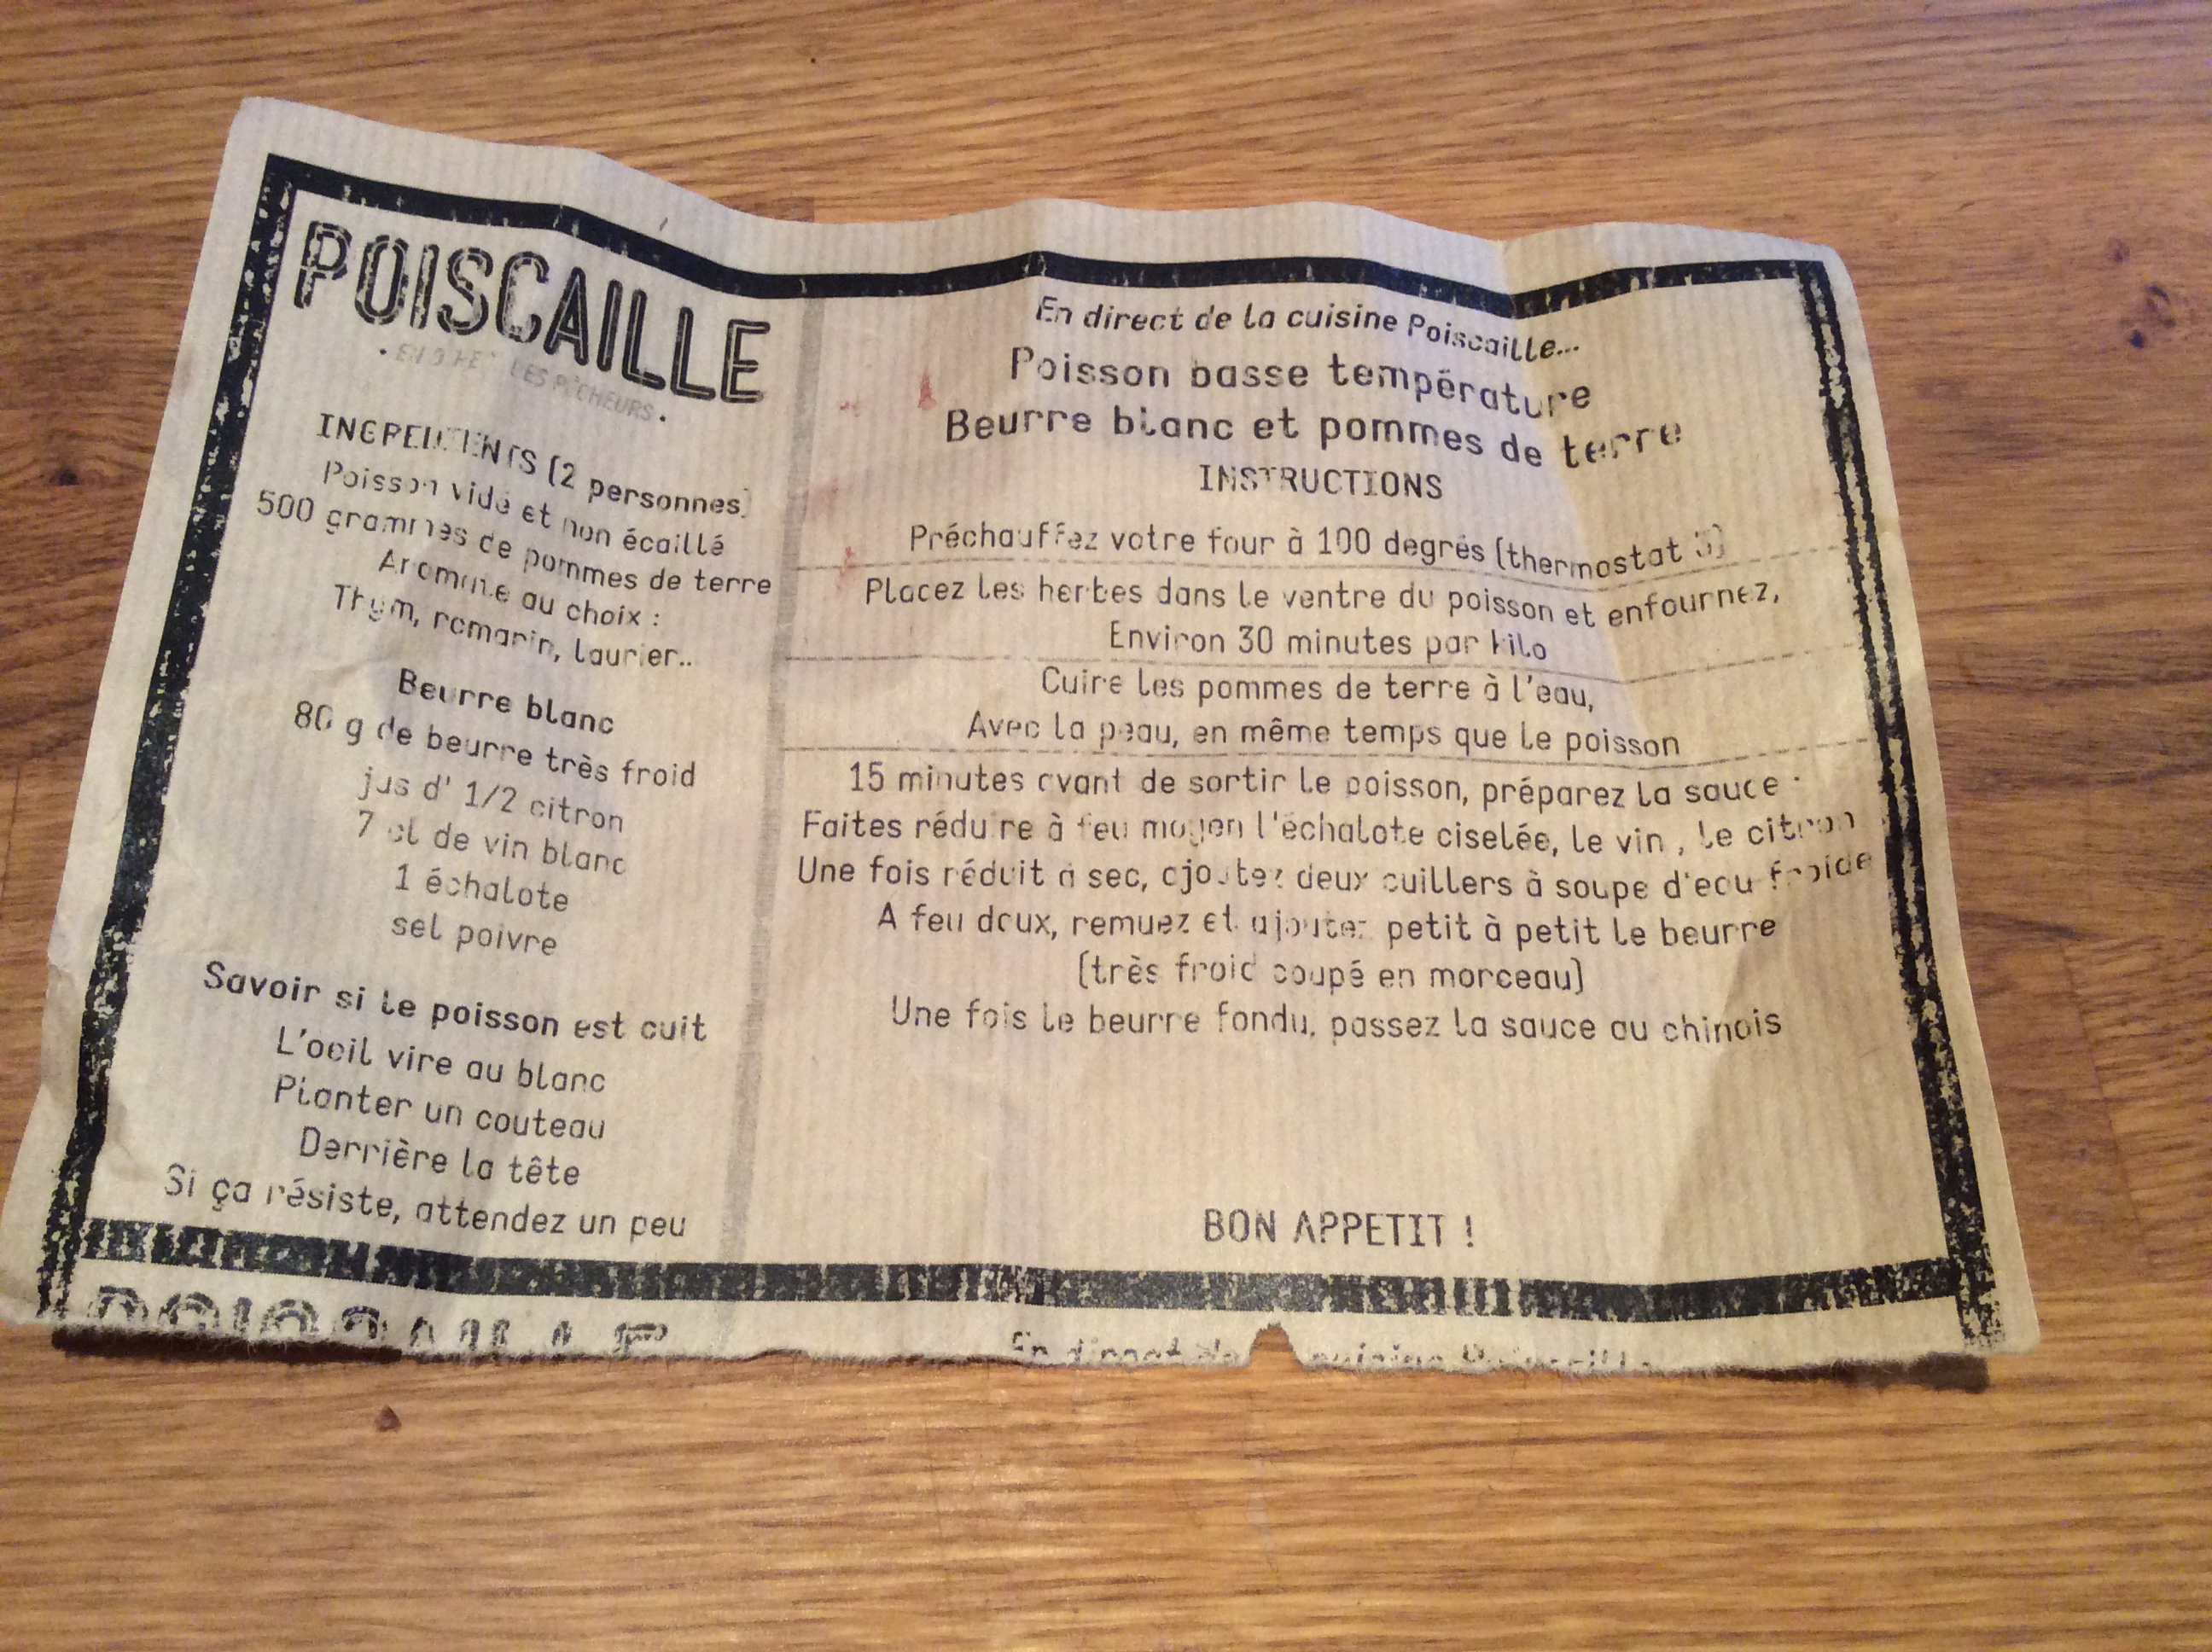 POISCAILLE
DES PÊCHEURS
INGREDIENTS (2 personnes)
Poisson vidé et non écaillé
500 grammes de pommes de terre
Aromate au choix :
Thym, romarin, laurier..
Beurre blanc
80 g de beurre très froid
jus d' 1/2 citron
7 cl de vin blanc
1 échalote
sel poivre
Savoir si le poisson est cuit
L'oeil vire au blanc
Planter un couteau
Derrière la tête
Si ça résiste, attendez un peu
En direct de la cuisine Poiscaille...
Poisson basse température
Beurre blanc et pommes de terre
INSTRUCTIONS
Préchauffez votre four à 100 degrés (thermostat 3)
Placez les herbes dans le ventre du poisson et enfournez,
Environ 30 minutes par kilo
Cuire les pommes de terre à l'eau,
Avec la peau, en même temps que le poisson
15 minutes avant de sortir le poisson, préparez la sauce :
Faites réduire à feu moyen l'échalote ciselée, le vin , le citron
Une fois réduit à sec, ajoutez deux cuillers à soupe d'eau froide
A feu doux, remuez et ajoutez petit à petit le beurre
(très froid coupé en morceau)
Une fois le beurre fondu, passez la sauce au chinois
BON APPETIT !
POISCAILLE
En direct de cuisine Poiscaille